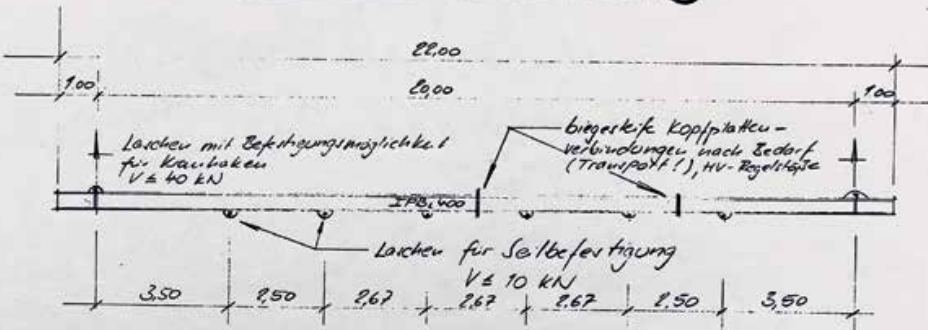 22,00
1.00
20,00
1.00
Laschen mit Befestigungsmöglichkeit
für Kranhaken
V ≤ 40 kN
biegesteife Kopfplatten-
verbindungen nach Bedarf
(Transport!), HV-Regelstöße
400
Laschen für Seilbefestigung
V ≤ 10 kN
3,50
2,50
2,67
2,67
2,67
2,50
3,50